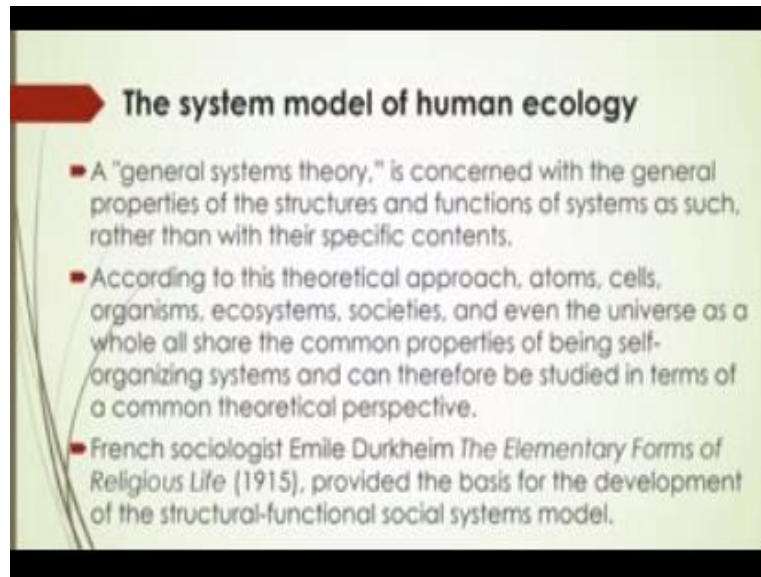 The system model of human ecology
A "general systems theory," is concerned with the general
properties of the structures and functions of systems as such,
rather than with their specific contents.
According to this theoretical approach, atoms, cells,
organisms, ecosystems, societies, and even the universe as a
whole all share the common properties of being self-
organizing systems and can therefore be studied in terms of
a common theoretical perspective.
French sociologist Emile Durkheim The Elementary Forms of
Religious Life (1915), provided the basis for the development
of the structural-functional social systems model.